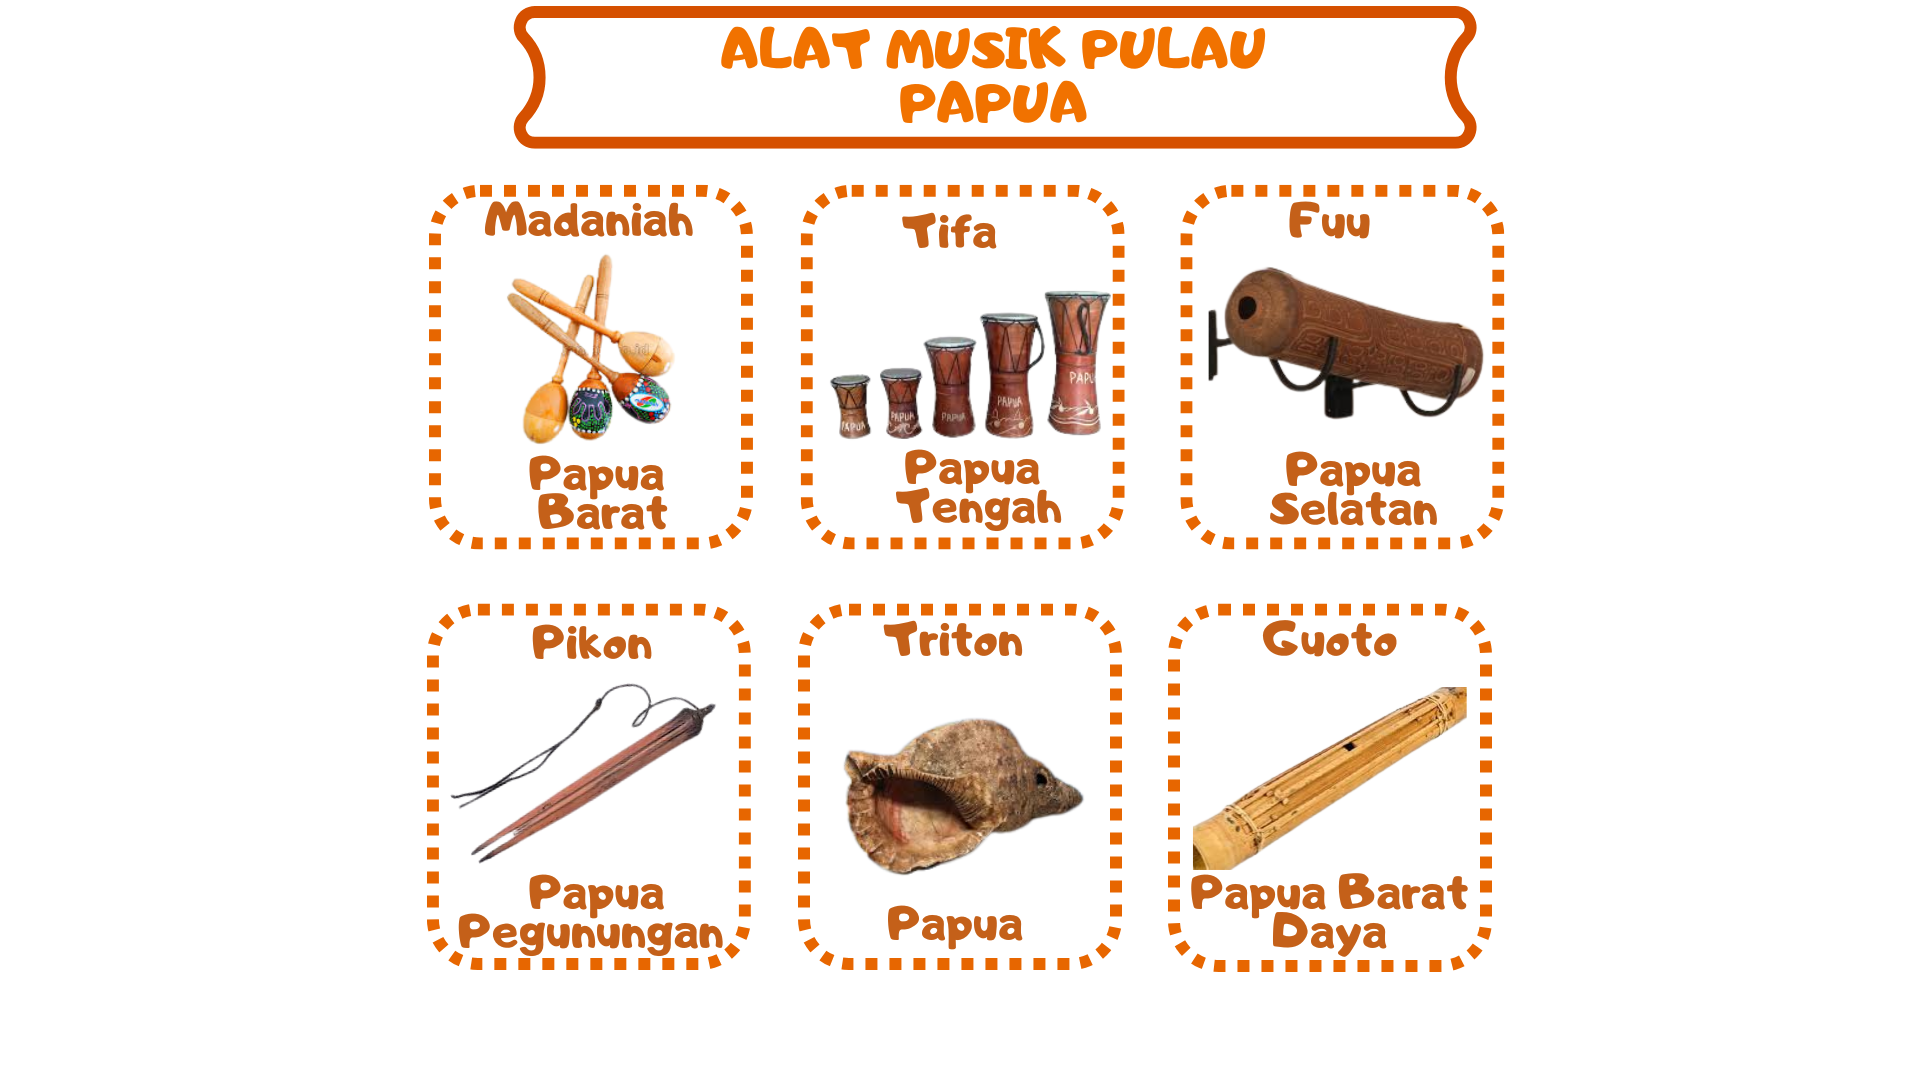 ALAT MUSIK PULAU
PAPUA
Madaniah
Papua
Barat
Tifa
PAPUA
PAPUA
PAPUA
PAPUA
PAPU
Papua
Tengah
Fuu
Papua
Selatan
Pikon
Papua
Pegunungan
Triton
Papua
Guoto
Papua Barat
Daya